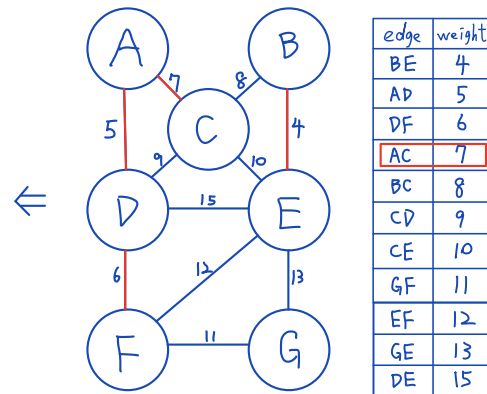 A
B
7
8
C
5
4
9
10
D
15
E
6
12
13
F
11
G
⇐
edge weight
BE 4
AD 5
DF 6
AC 7
BC 8
CD 9
CE 10
GF 11
EF 12
GE 13
DE 15